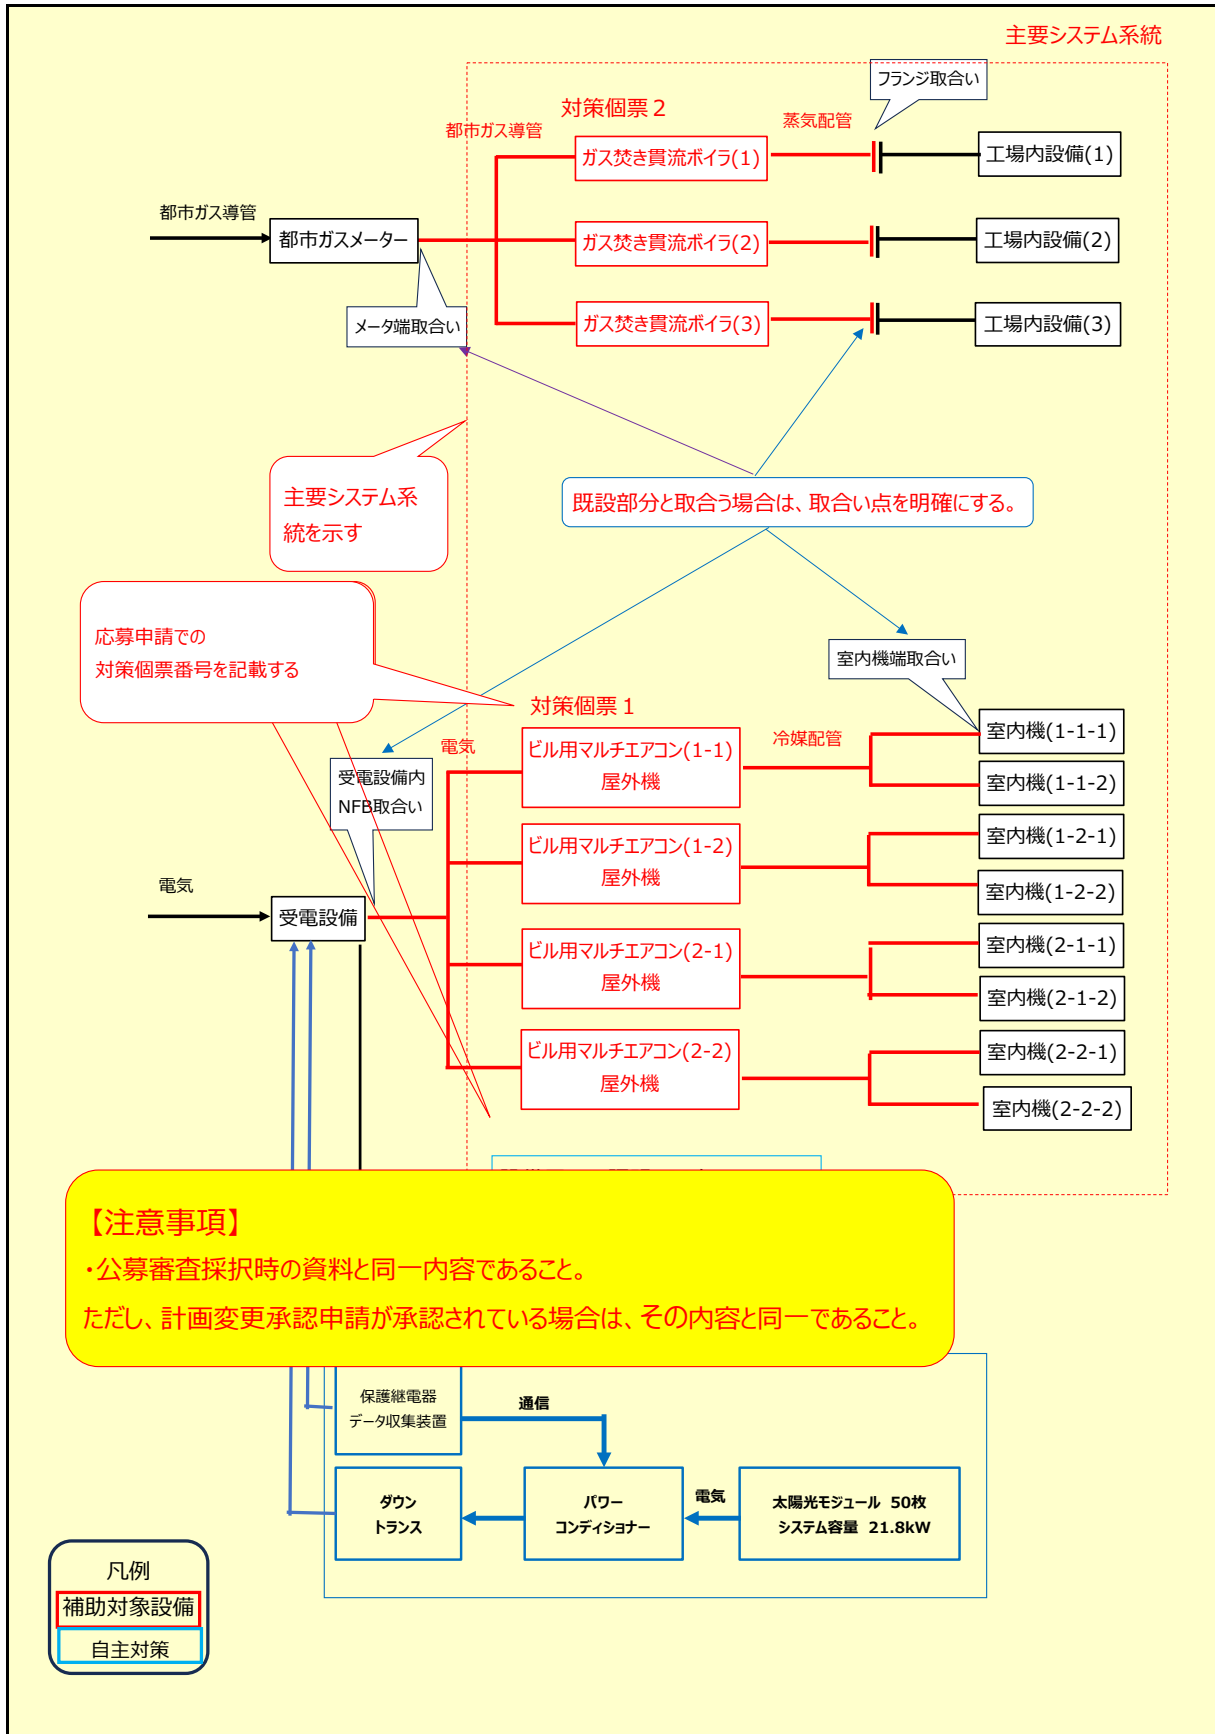 主要システム系統
フランジ取合い
対策個票２
都市ガス導管
蒸気配管
ガス焚き貫流ボイラ(1)
工場内設備(1)
都市ガス導管
都市ガスメーター
ガス焚き貫流ボイラ(2)
工場内設備(2)
メータ端取合い
ガス焚き貫流ボイラ(3)
工場内設備(3)
主要システム系
統を示す
既設部分と取合う場合は、取合い点を明確にする。
応募申請での
対策個票番号を記載する
室内機端取合い
対策個票１
電気
冷媒配管
ビル用マルチエアコン(1-1)
屋外機
室内機(1-1-1)
室内機(1-1-2)
受電設備内
NFB取合い
ビル用マルチエアコン(1-2)
屋外機
室内機(1-2-1)
室内機(1-2-2)
電気
受電設備
ビル用マルチエアコン(2-1)
屋外機
室内機(2-1-1)
室内機(2-1-2)
ビル用マルチエアコン(2-2)
屋外機
室内機(2-2-1)
室内機(2-2-2)
【注意事項】
・公募審査採択時の資料と同一内容であること。
ただし、計画変更承認申請が承認されている場合は、その内容と同一であること。
保護継電器
データ収集装置
通信
ダウン
トランス
パワー
コンディショナー
電気
太陽光モジュール 50枚
システム容量 21.8kW
凡例
補助対象設備
自主対策